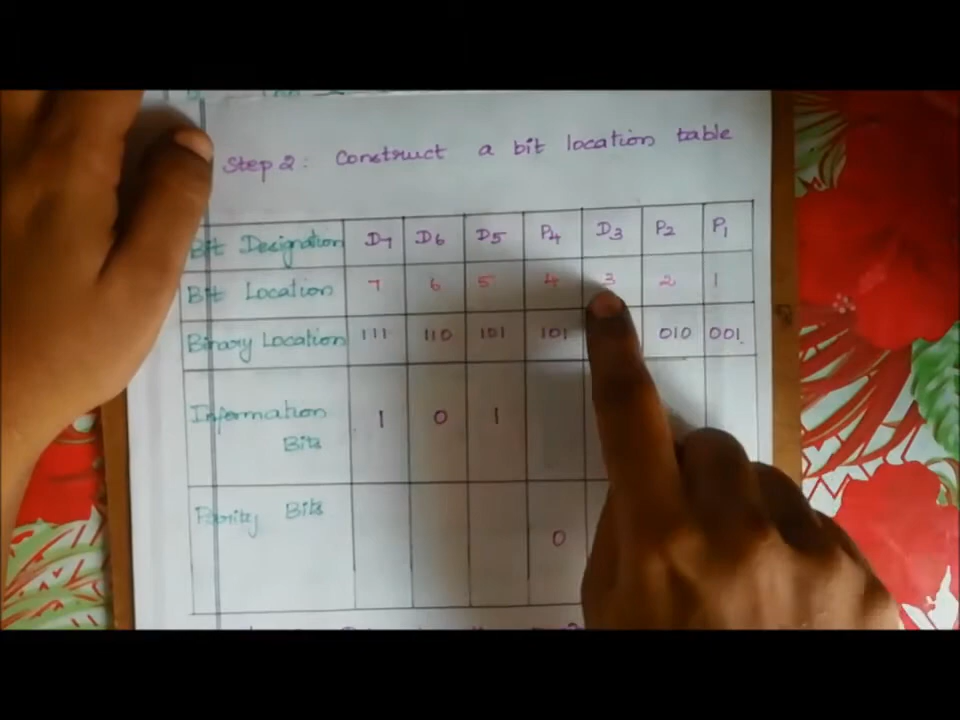 Step 2: Construct a bit location table
Bit Designation D7 D6 D5 P4 D3 P2 P1
Bit Location 7 6 5 4 3 2 1
Binary Location 111 110 101 101 010 001
Information 1 0 1
Bits
Parity Bits
0